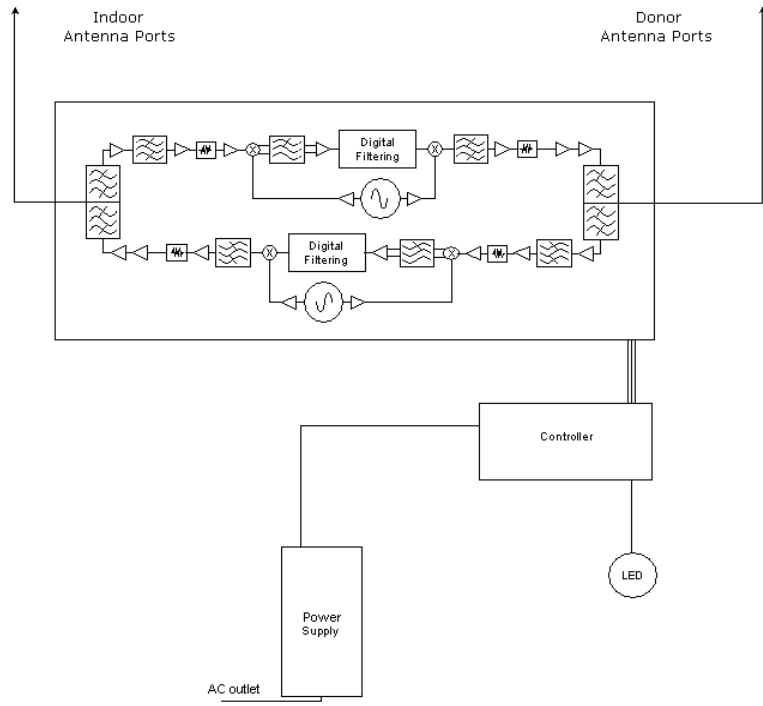 Indoor
Antenna Ports
Donor
Antenna Ports
Digital
Filtering
X
X
Digital
Filtering
X
X
Controller
LED
Power
Supply
AC outlet